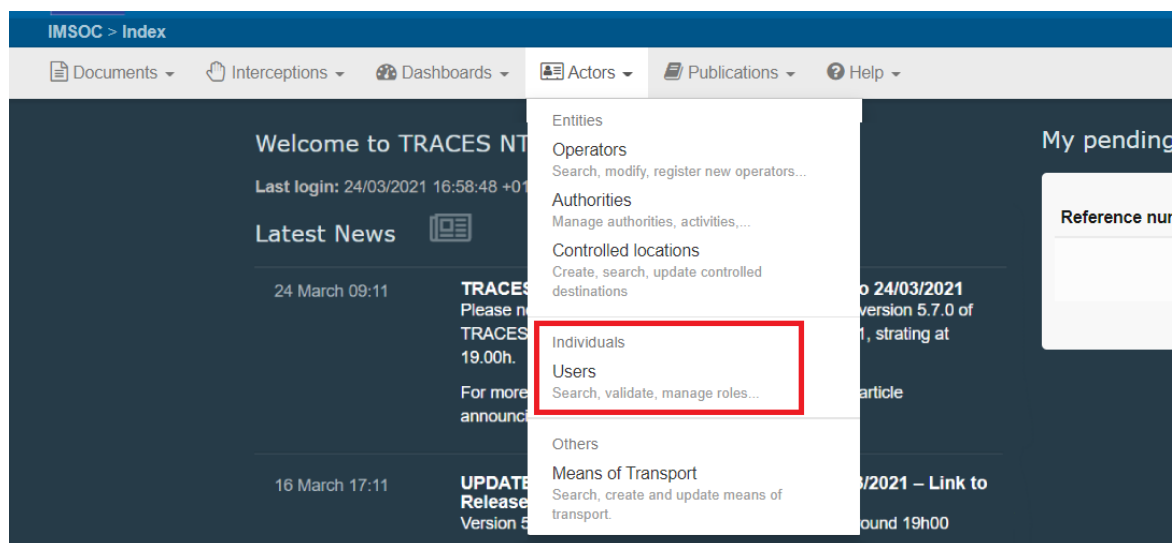 IMSOC > Index
Documents Interceptions Dashboards Actors Publications Help
Welcome to TRACES NT
Last login: 24/03/2021 16:58:48 +01
Latest News
24 March 09:11
TRACES
Please
TRACES
19.00h.
For more
16 March 17:11
UPDATE
Release
Version 5
Entities
Operators
Search, modify, register new operators...
Authorities
Manage authorities, activities,...
Controlled locations
Create, search, update controlled
destinations
Individuals
Users
Search, validate, manage roles...
Others
Means of Transport
Search, create and update means of
transport.
o 24/03/2021
version 5.7.0 of
1, strating at
article
/2021 – Link to
ound 19h00
My pending
Reference